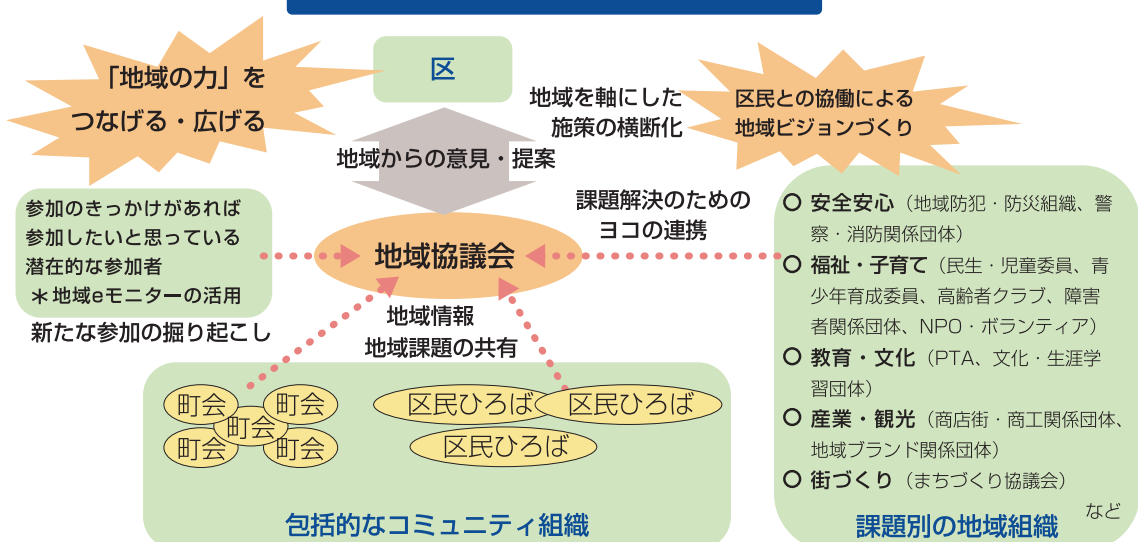 「地域の力」を
つなげる・広げる
区
地域を軸にした
施策の横断化
区民との協働による
地域ビジョンづくり
地域からの意見・提案
参加のきっかけがあれば
参加したいと思っている
潜在的な参加者
＊地域eモニターの活用
新たな参加の掘り起こし
地域協議会
課題解決のための
ヨコの連携
地域情報
地域課題の共有
町会
町会
町会
町会
町会
区民ひろば
区民ひろば
区民ひろば
包括的なコミュニティ組織
○ 安全安心（地域防犯・防災組織、警
察・消防関係団体）
○ 福祉・子育て（民生・児童委員、青
少年育成委員、高齢者クラブ、障害
者関係団体、NPO・ボランティア）
○ 教育・文化（PTA、文化・生涯学
習団体）
○ 産業・観光（商店街・商工関係団体、
地域ブランド関係団体）
○ 街づくり（まちづくり協議会）
など
課題別の地域組織